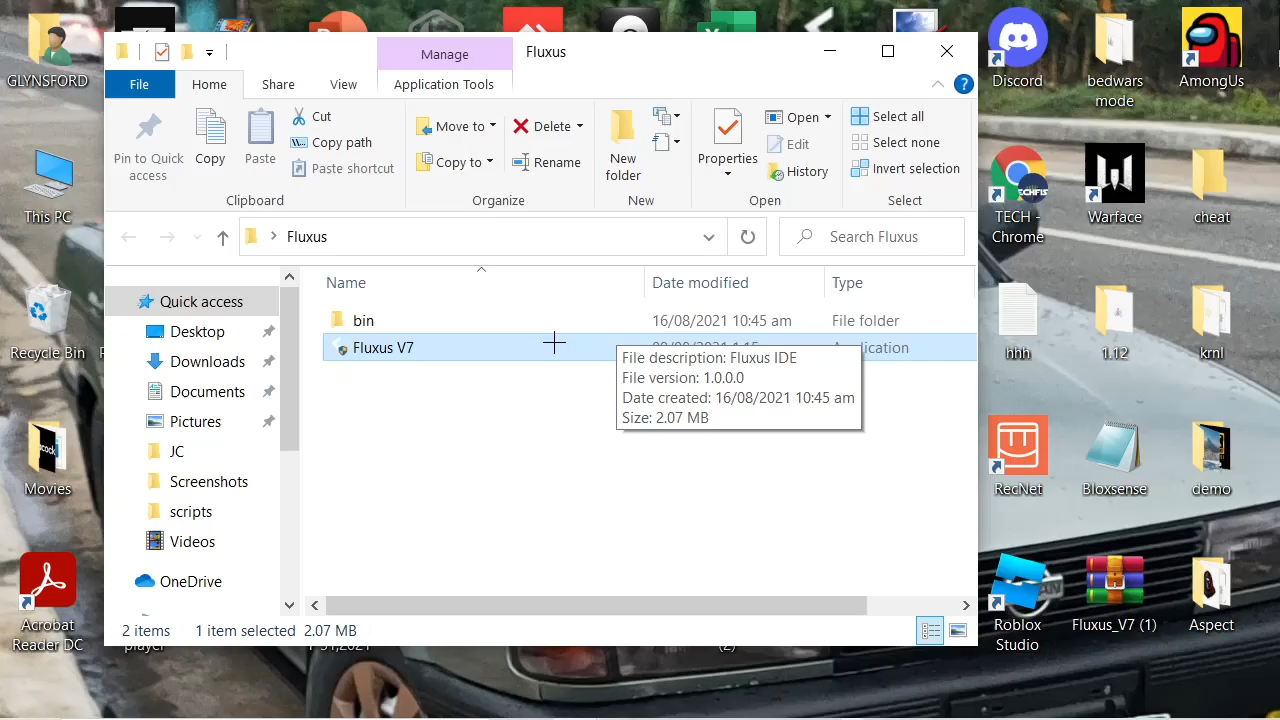 Manage
Fluxus
File
Home
Share
View
Application Tools
Pin to Quick
access
Copy
Paste
Cut
Copy path
Paste shortcut
Clipboard
Move to
Copy to
Delete
Rename
Organize
New
folder
New
Properties
Open
Edit
History
Open
Select all
Select none
Invert selection
Select
Fluxus
Search Fluxus
Name
Date modified
Type
Quick access
Desktop
Downloads
Documents
Pictures
JC
Screenshots
scripts
Videos
OneDrive
bin
16/08/2021 10:45 am
File folder
Fluxus V7
File description: Fluxus IDE
File version: 1.0.0.0
Date created: 16/08/2021 10:45 am
Size: 2.07 MB
2 items
1 item selected
2.07 MB
GLYNSFORD
This PC
Recycle Bin
Movies
Acrobat
Reader DC
player
(2)
Discord
bedwars
mode
AmongUs
TECH -
Chrome
Warface
cheat
hhh
1.12
krnl
RecNet
Bloxsense
demo
Roblox
Studio
Fluxus_V7 (1)
Aspect